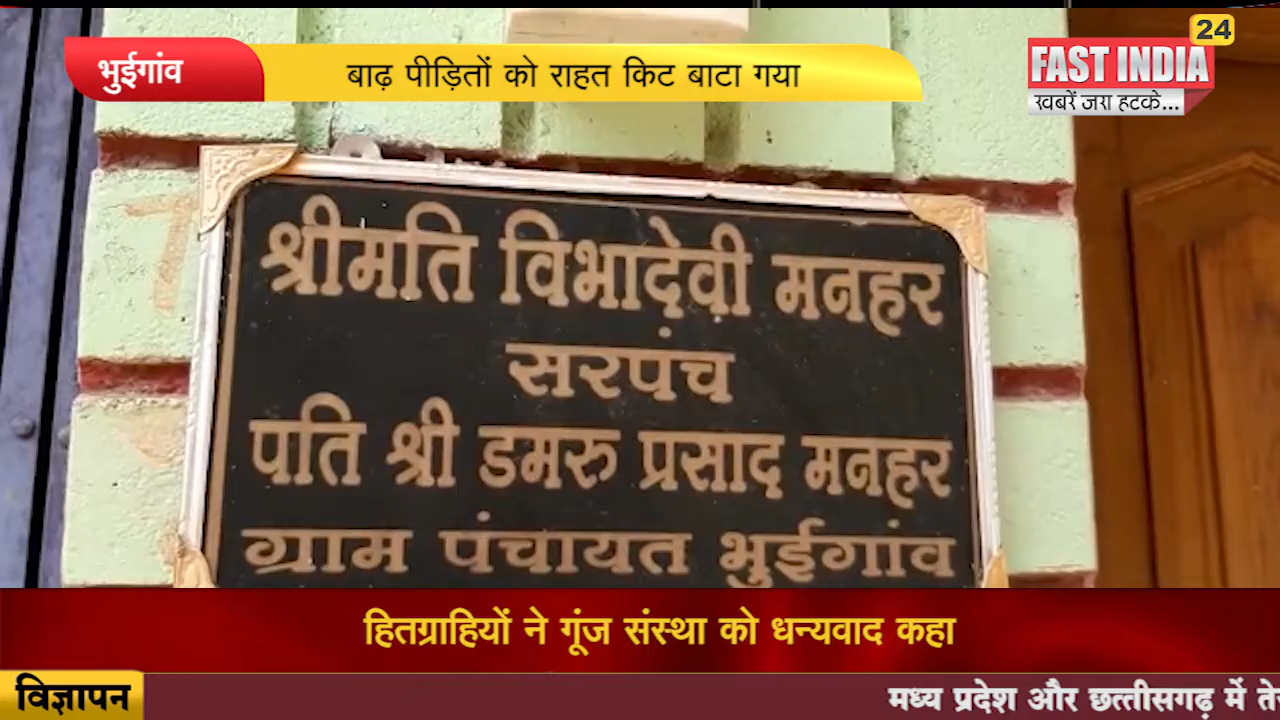 24
भुईगांव
बाढ़ पीड़ितों को राहत किट बाटा गया
FAST INDIA
खबरें जरा हटके...
श्रीमति विभादेवी मनहर
सरपंच
पति श्री डमरु प्रसाद मनहर
ग्राम पंचायत भुईगांव
हितग्राहियों ने गूंज संस्था को धन्यवाद कहा
विज्ञापन
मध्य प्रदेश और छत्तीसगढ़ में